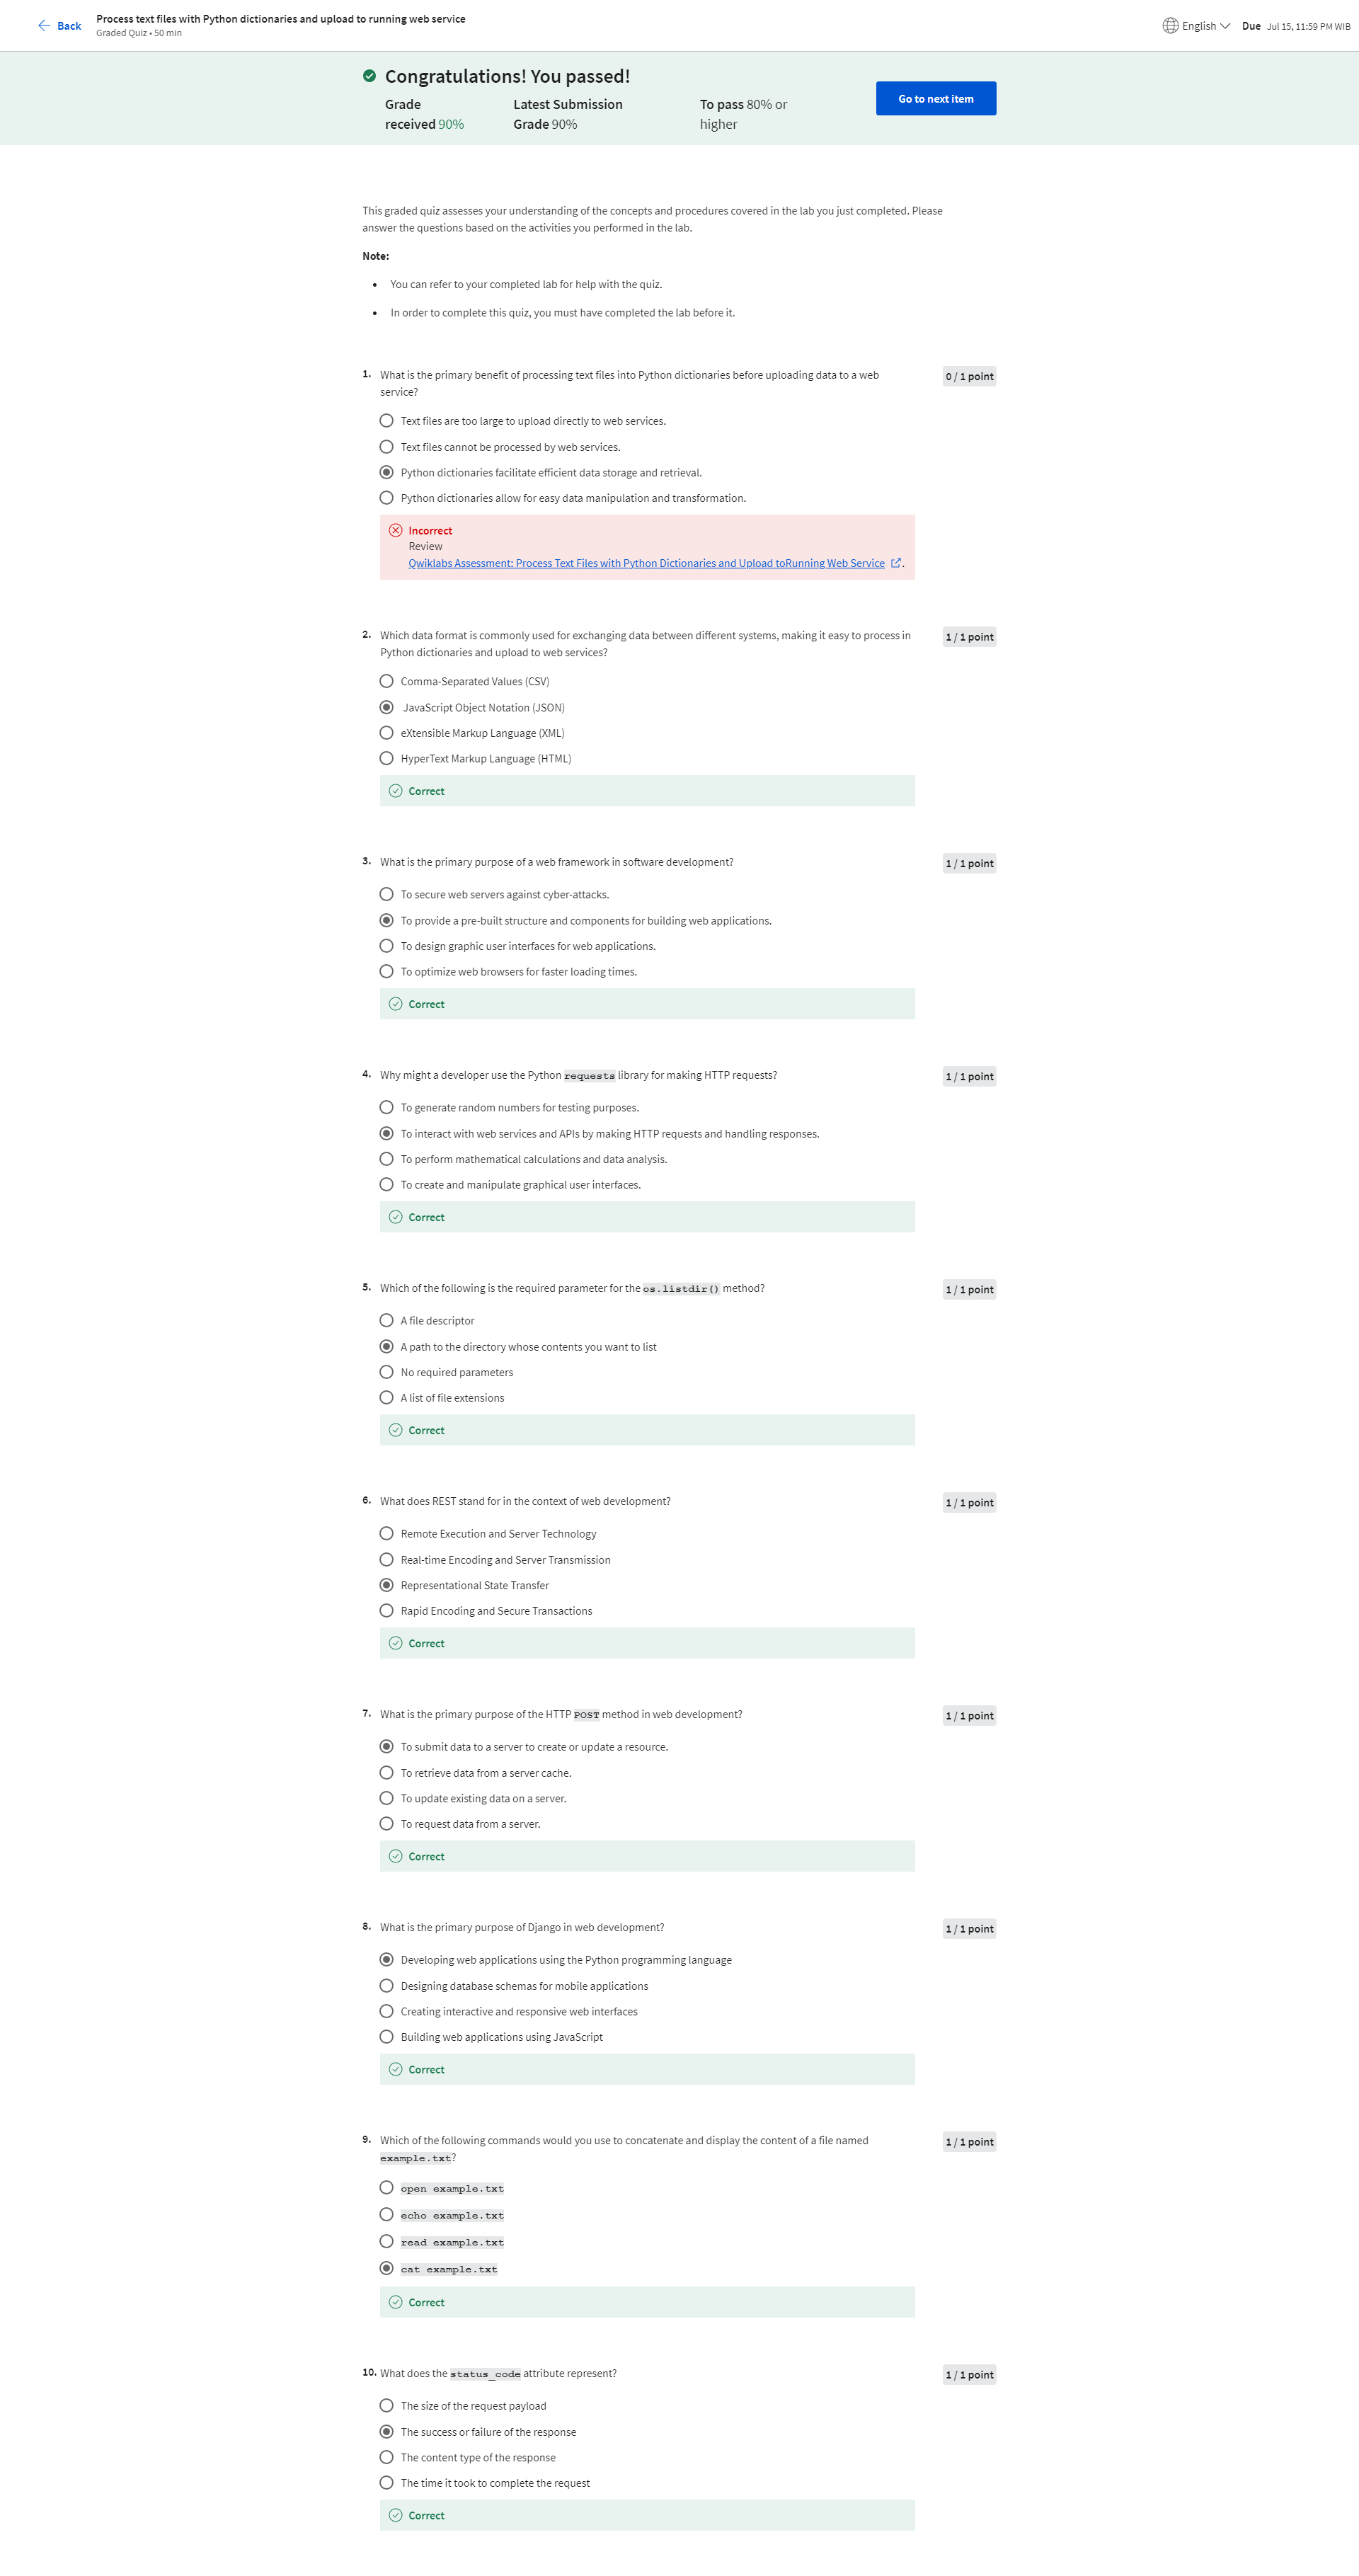 Back
Process text files with Python dictionaries and upload to running web service
Graded Quiz • 50 min
English
Due Jul 15, 11:59 PM WIB
Congratulations! You passed!
Grade
received 90%
Latest Submission
Grade 90%
To pass 80% or
higher
Go to next item
This graded quiz assesses your understanding of the concepts and procedures covered in the lab you just completed. Please
answer the questions based on the activities you performed in the lab.
Note:
• You can refer to your completed lab for help with the quiz.
• In order to complete this quiz, you must have completed the lab before it.
1. What is the primary benefit of processing text files into Python dictionaries before uploading data to a web
service?
0 / 1 point
Text files are too large to upload directly to web services.
Text files cannot be processed by web services.
Python dictionaries facilitate efficient data storage and retrieval.
Python dictionaries allow for easy data manipulation and transformation.
Incorrect
Review
Qwiklabs Assessment: Process Text Files with Python Dictionaries and Upload toRunning Web Service .
2. Which data format is commonly used for exchanging data between different systems, making it easy to process in
Python dictionaries and upload to web services?
1 / 1 point
Comma-Separated Values (CSV)
JavaScript Object Notation (JSON)
eXtensible Markup Language (XML)
HyperText Markup Language (HTML)
Correct
3. What is the primary purpose of a web framework in software development?
1 / 1 point
To secure web servers against cyber-attacks.
To provide a pre-built structure and components for building web applications.
To design graphic user interfaces for web applications.
To optimize web browsers for faster loading times.
Correct
4. Why might a developer use the Python requests library for making HTTP requests?
1 / 1 point
To generate random numbers for testing purposes.
To interact with web services and APIs by making HTTP requests and handling responses.
To perform mathematical calculations and data analysis.
To create and manipulate graphical user interfaces.
Correct
5. Which of the following is the required parameter for the os.listdir() method?
1 / 1 point
A file descriptor
A path to the directory whose contents you want to list
No required parameters
A list of file extensions
Correct
6. What does REST stand for in the context of web development?
1 / 1 point
Remote Execution and Server Technology
Real-time Encoding and Server Transmission
Representational State Transfer
Rapid Encoding and Secure Transactions
Correct
7. What is the primary purpose of the HTTP POST method in web development?
1 / 1 point
To submit data to a server to create or update a resource.
To retrieve data from a server cache.
To update existing data on a server.
To request data from a server.
Correct
8. What is the primary purpose of Django in web development?
1 / 1 point
Developing web applications using the Python programming language
Designing database schemas for mobile applications
Creating interactive and responsive web interfaces
Building web applications using JavaScript
Correct
9. Which of the following commands would you use to concatenate and display the content of a file named
example.txt?
1 / 1 point
open example.txt
echo example.txt
read example.txt
cat example.txt
Correct
10. What does the status_code attribute represent?
1 / 1 point
The size of the request payload
The success or failure of the response
The content type of the response
The time it took to complete the request
Correct